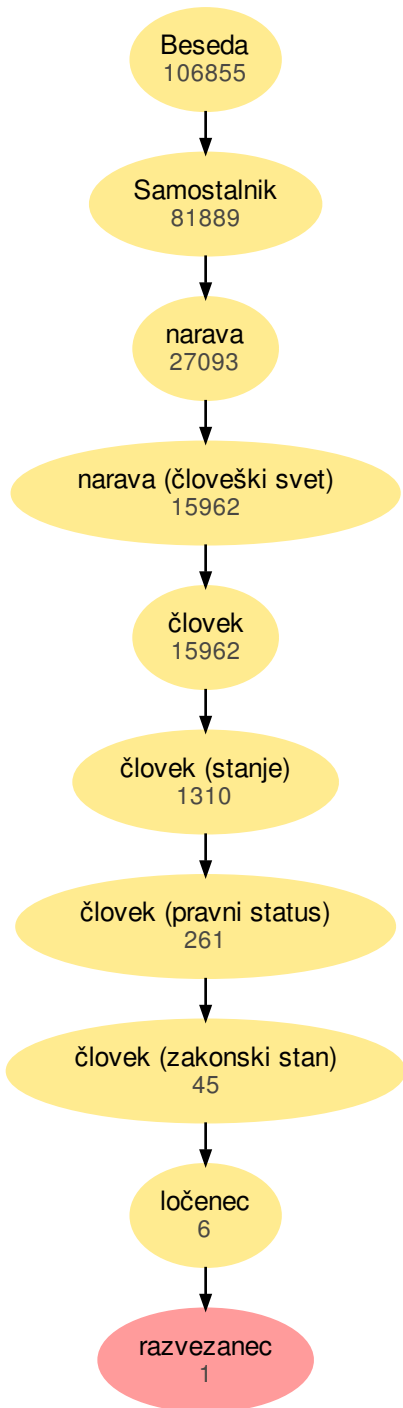 Beseda
106855
Samostalnik
81889
narava
27093
narava (človeški svet)
15962
človek
15962
človek (stanje)
1310
človek (pravni status)
261
človek (zakonski stan)
45
ločenec
6
razvezanec
1